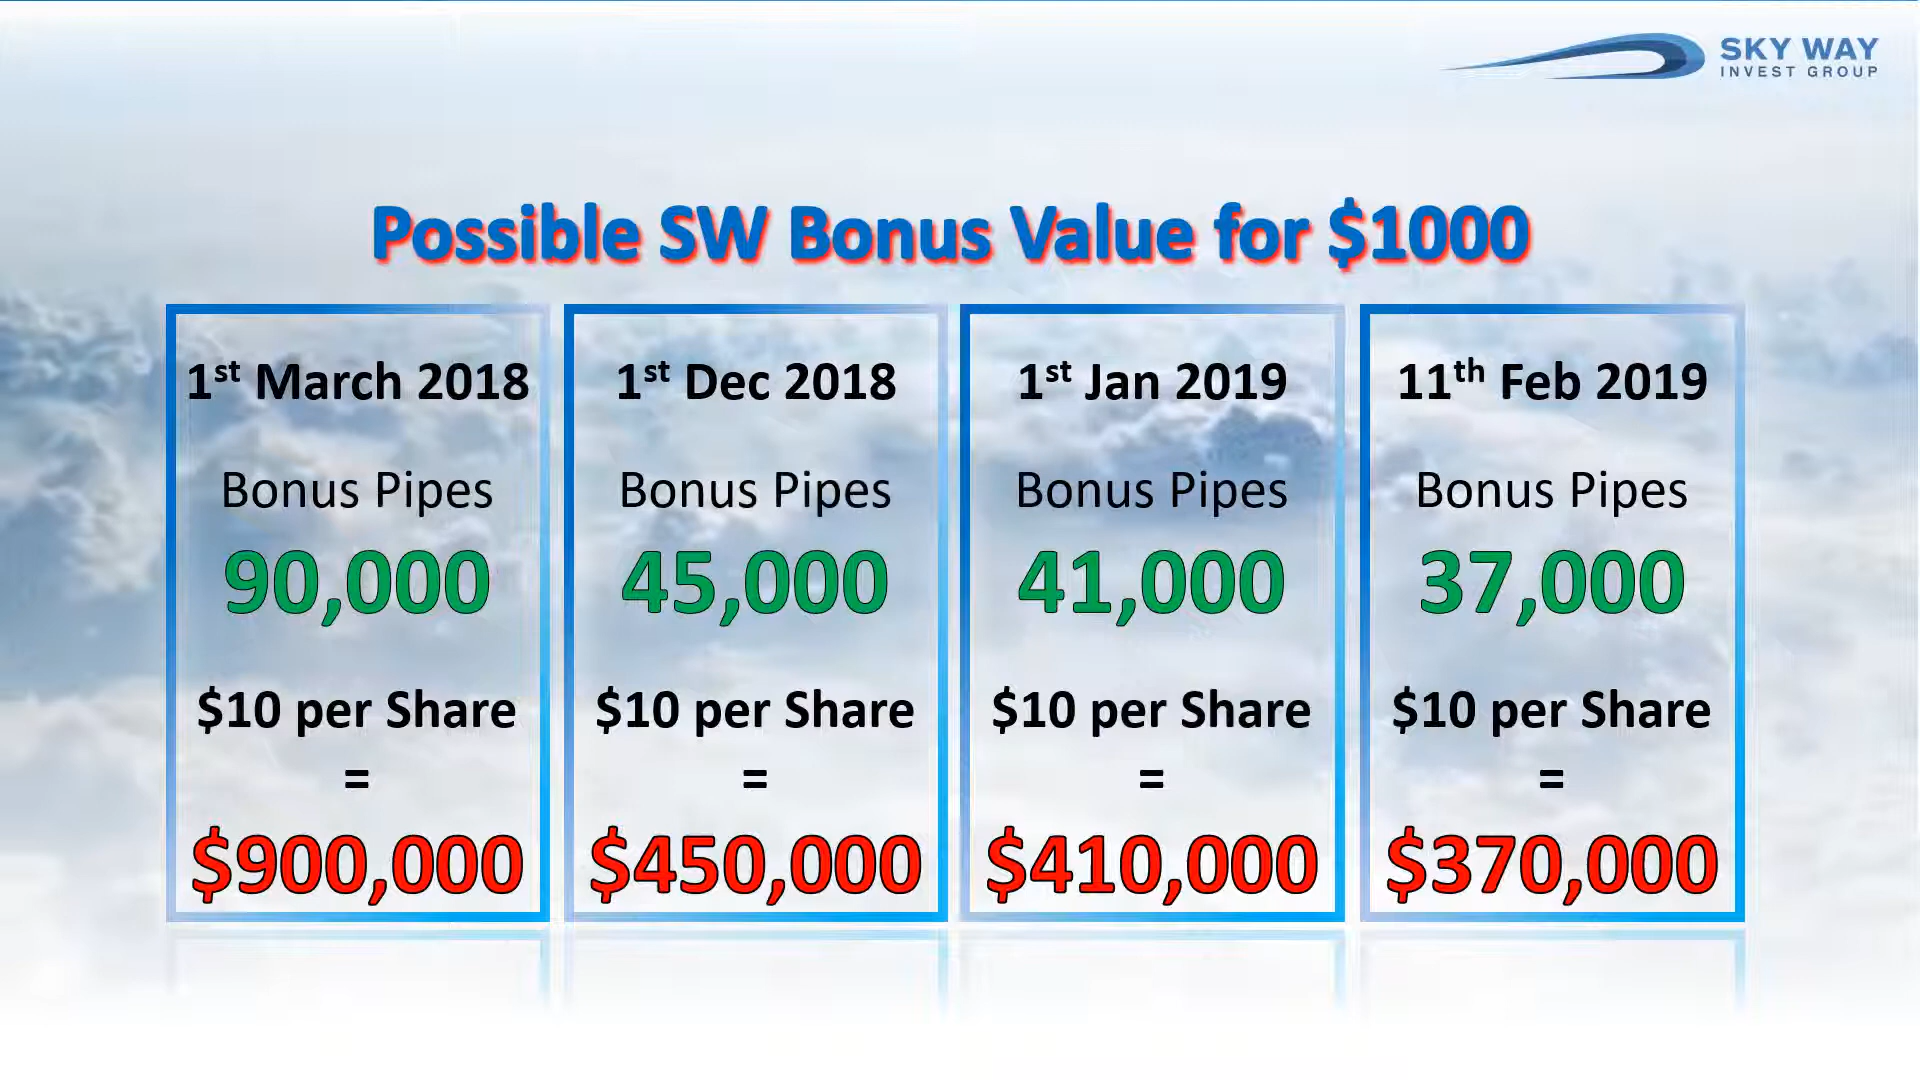 SKY WAY
INVEST GROUP
Possible SW Bonus Value for $1000
1st March 2018
Bonus Pipes
90,000
$10 per Share
=
$900,000
1st Dec 2018
Bonus Pipes
45,000
$10 per Share
=
$450,000
1st Jan 2019
Bonus Pipes
41,000
$10 per Share
=
$410,000
11th Feb 2019
Bonus Pipes
37,000
$10 per Share
=
$370,000